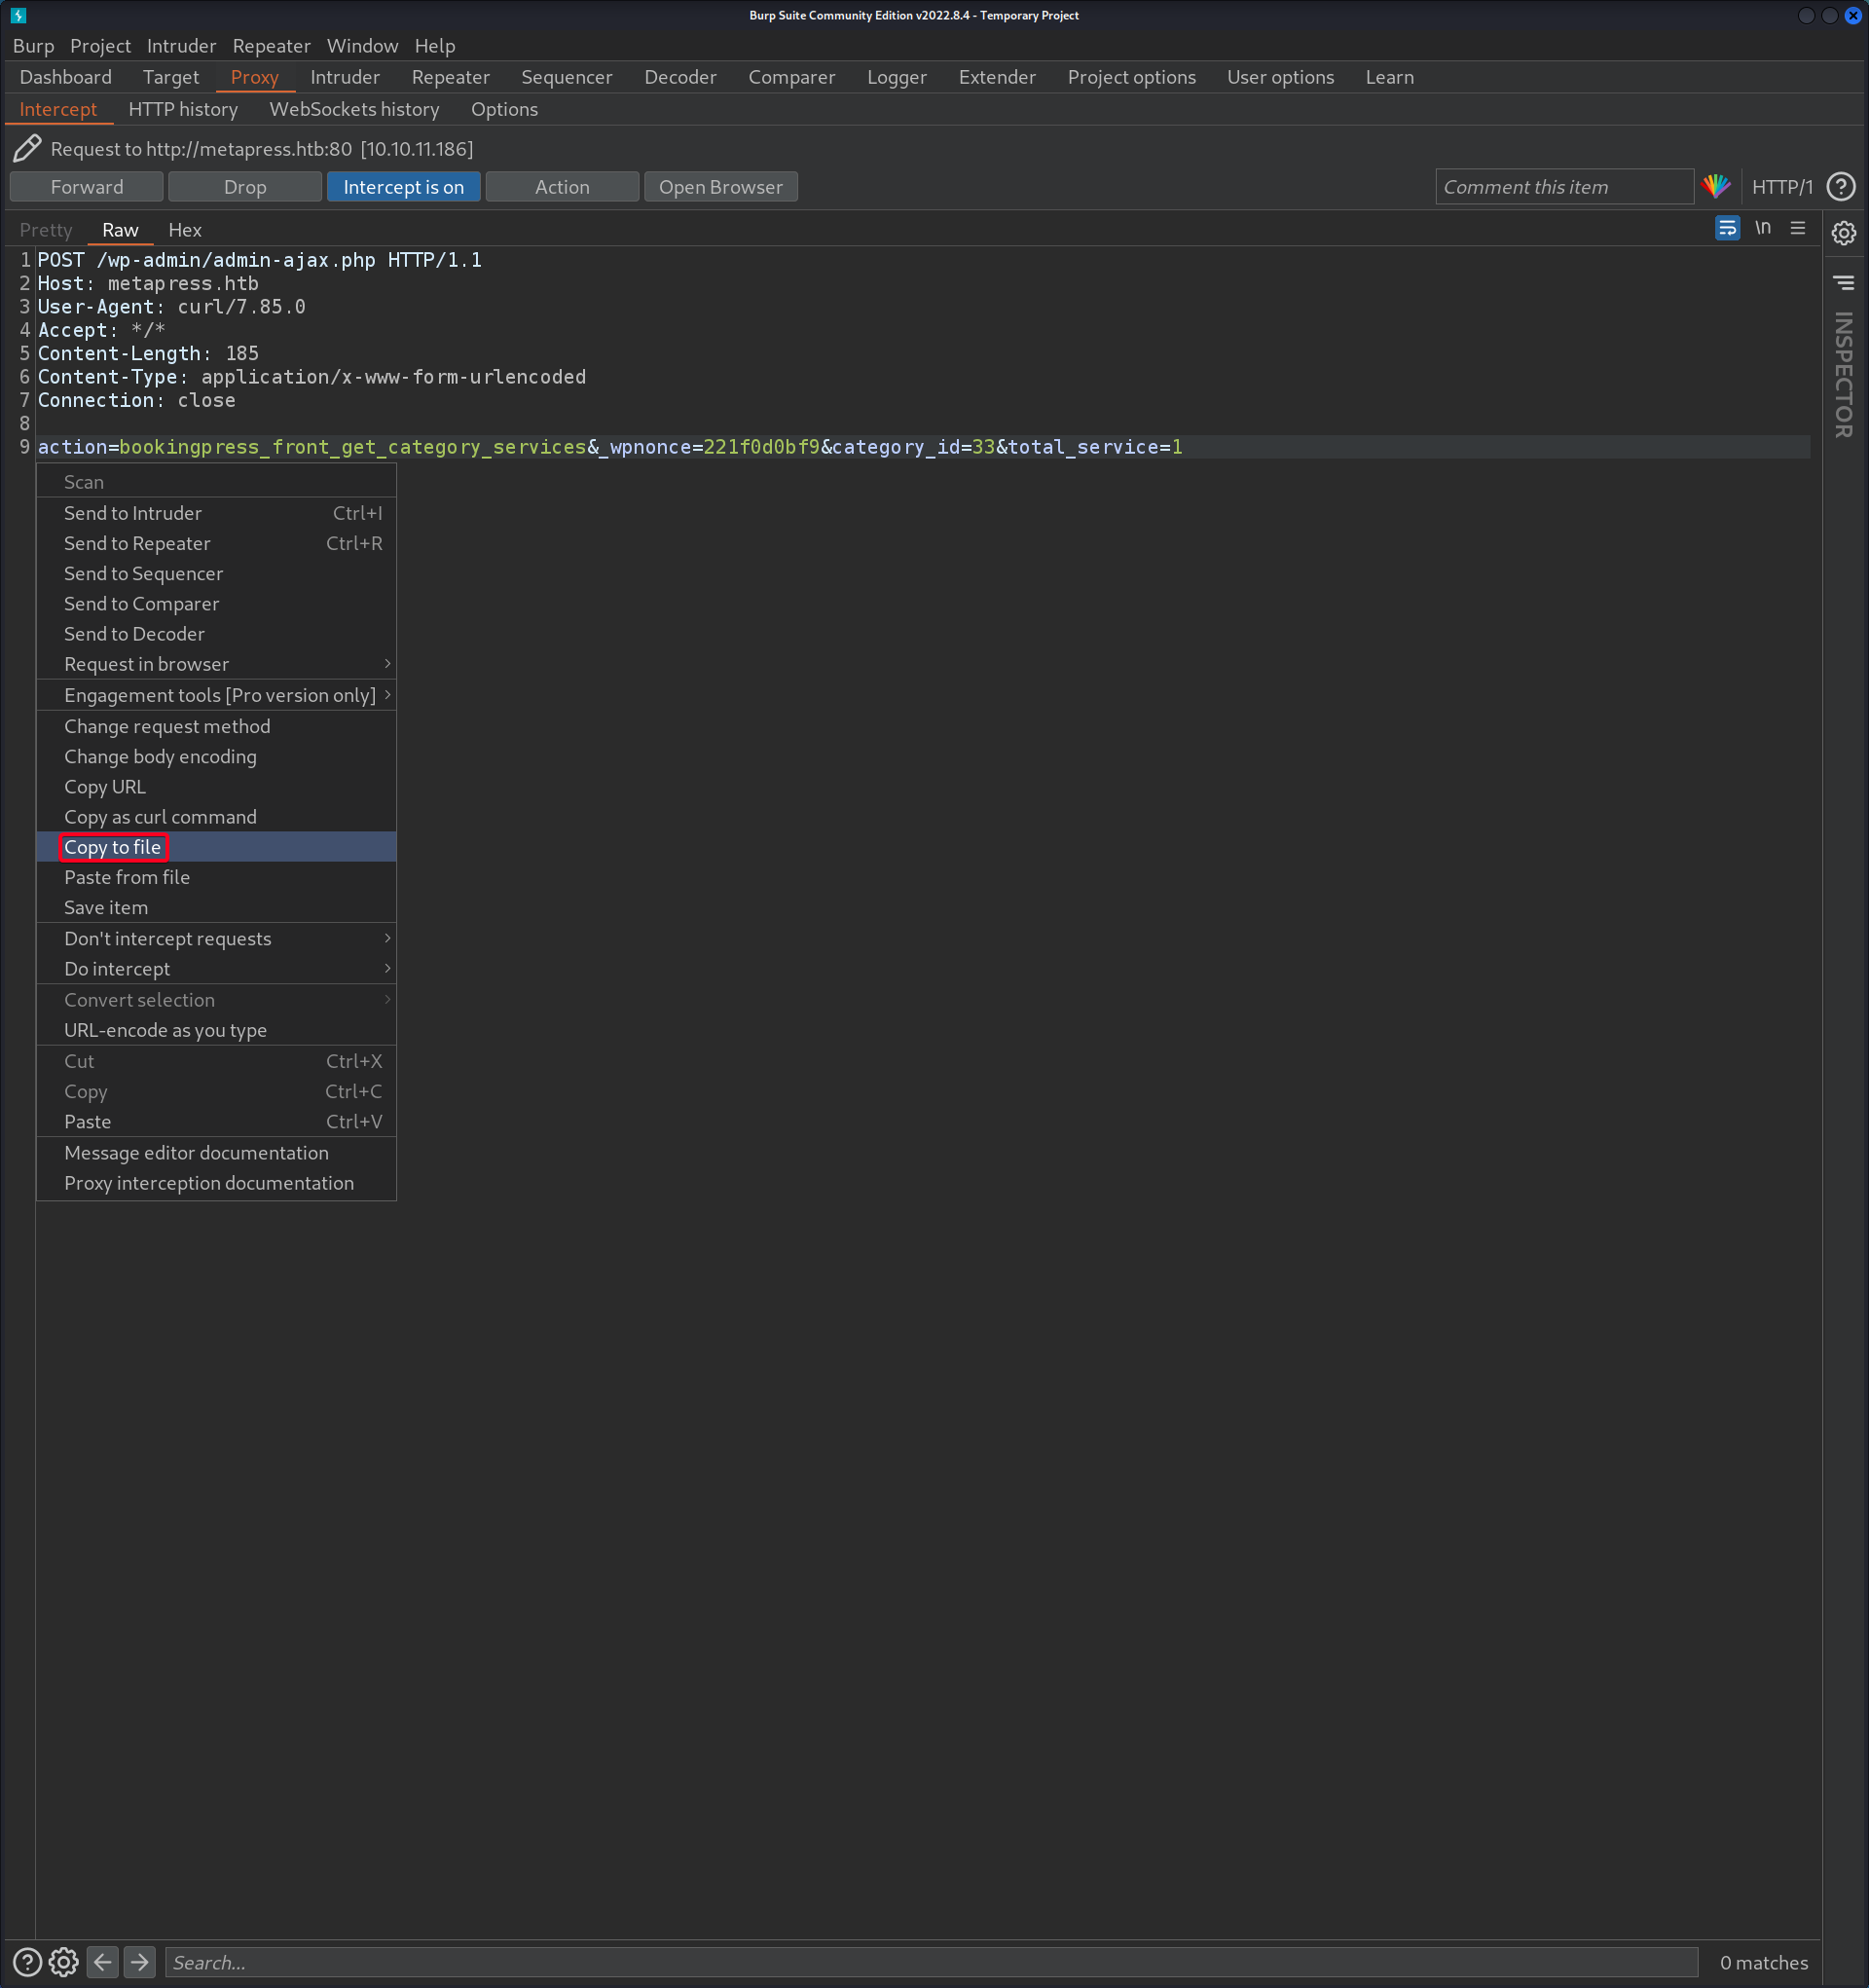 Burp Suite Community Edition v2022.8.4 - Temporary Project
Burp Project Intruder Repeater Window Help
Dashboard Target Proxy Intruder Repeater Sequencer Decoder Comparer Logger Extender Project options User options Learn
Intercept HTTP history WebSockets history Options
Request to http://metapress.htb:80 [10.10.11.186]
Forward Drop Intercept is on Action Open Browser Comment this item HTTP/1 ?
Pretty Raw Hex \n
INSPECTOR
1 POST /wp-admin/admin-ajax.php HTTP/1.1
2 Host: metapress.htb
3 User-Agent: curl/7.85.0
4 Accept: */*
5 Content-Length: 185
6 Content-Type: application/x-www-form-urlencoded
7 Connection: close
8
9 action=bookingpress_front_get_category_services&_wpnonce=221f0d0bf9&category_id=33&total_service=1
Scan
Send to Intruder Ctrl+I
Send to Repeater Ctrl+R
Send to Sequencer
Send to Comparer
Send to Decoder
Request in browser >
Engagement tools [Pro version only] >
Change request method
Change body encoding
Copy URL
Copy as curl command
Copy to file
Paste from file
Save item
Don't intercept requests >
Do intercept >
Convert selection >
URL-encode as you type
Cut Ctrl+X
Copy Ctrl+C
Paste Ctrl+V
Message editor documentation
Proxy interception documentation
? Search... 0 matches